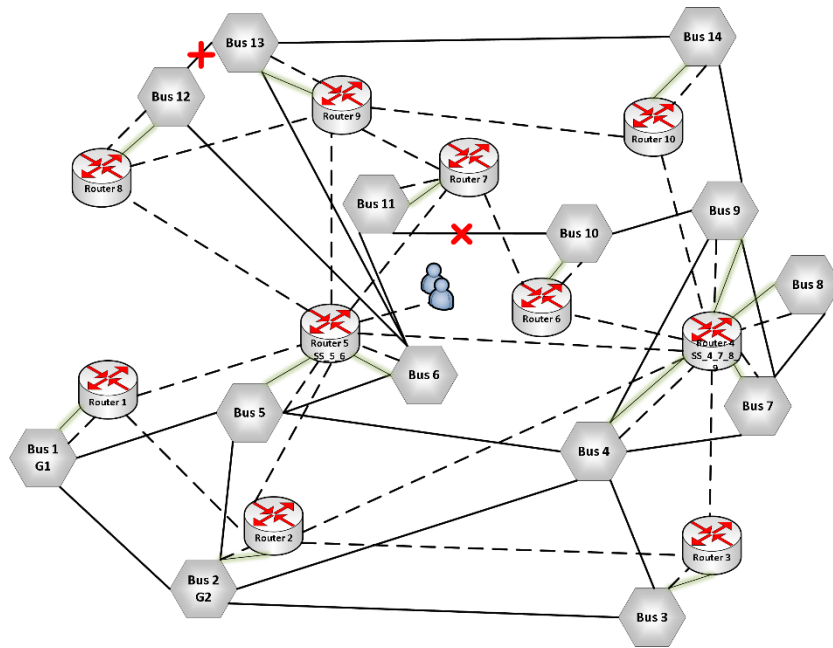 Bus 13
Bus 14
Bus 12
Router 9
Router 10
Router 8
Router 7
Bus 11
Bus 10
Bus 9
Bus 8
Router 6
Router 5
SS_5_6
Router 4
SS_4_7_8_
9
Bus 6
Router 1
Bus 5
Bus 7
Bus 1
G1
Bus 4
Router 2
Router 3
Bus 2
G2
Bus 3